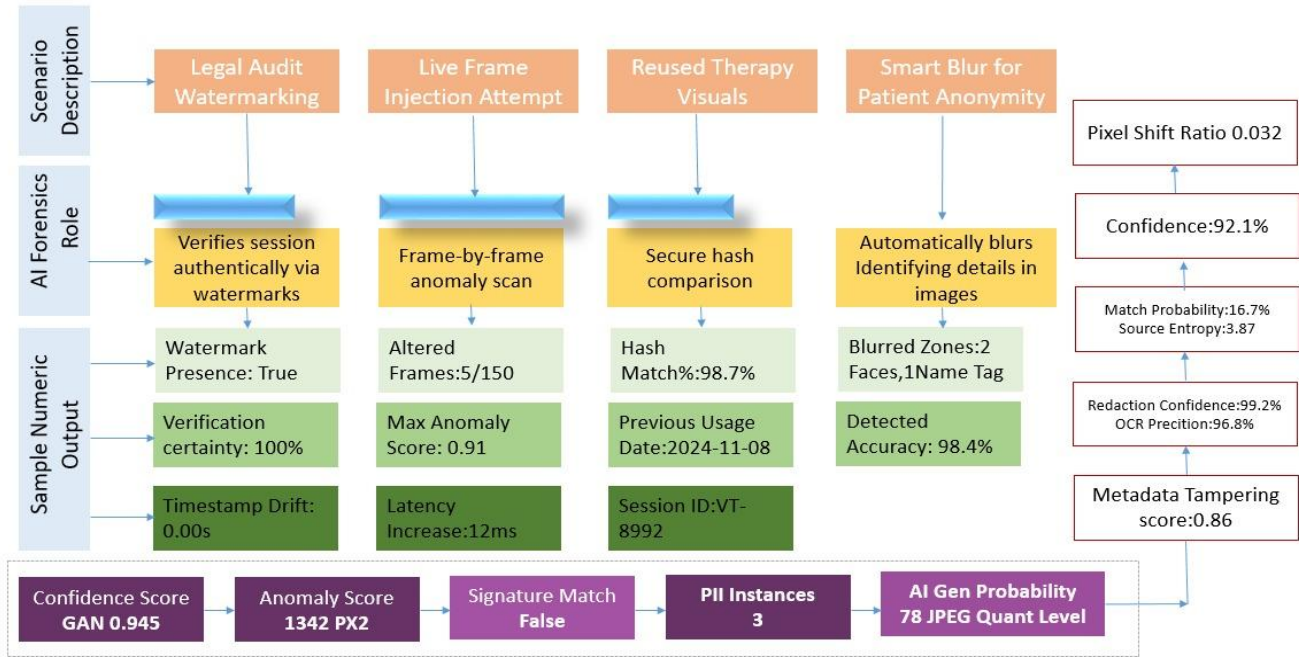 Scenario
Description
Legal Audit
Watermarking
Live Frame
Injection Attempt
Reused Therapy
Visuals
Smart Blur for
Patient Anonymity
AI Forensics
Role
Verifies session
authentically via
watermarks
Frame-by-frame
anomaly scan
Secure hash
comparison
Automatically blurs
Identifying details in
images
Sample Numeric
Output
Watermark
Presence: True
Altered
Frames:5/150
Hash
Match%:98.7%
Blurred Zones:2
Faces,1Name Tag
Verification
certainty: 100%
Max Anomaly
Score: 0.91
Previous Usage
Date:2024-11-08
Detected
Accuracy: 98.4%
Timestamp Drift:
0.00s
Latency
Increase:12ms
Session ID:VT-
8992
Confidence Score
GAN 0.945
Anomaly Score
1342 PX2
Signature Match
False
PII Instances
3
AI Gen Probability
78 JPEG Quant Level
Pixel Shift Ratio 0.032
Confidence:92.1%
Match Probability:16.7%
Source Entropy:3.87
Redaction Confidence:99.2%
OCR Precition:96.8%
Metadata Tampering
score:0.86